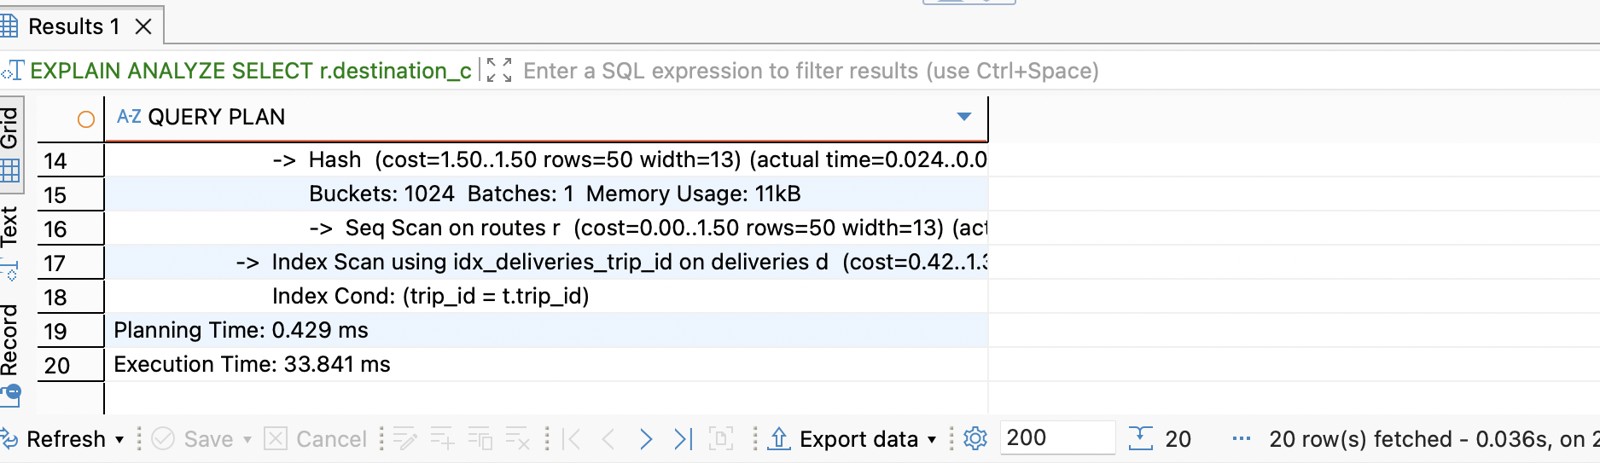 Results 1
EXPLAIN ANALYZE SELECT r.destination_c Enter a SQL expression to filter results (use Ctrl+Space)
Grid
Text
Record
A-Z QUERY PLAN
14 -> Hash (cost=1.50..1.50 rows=50 width=13) (actual time=0.024..0.0
15 Buckets: 1024 Batches: 1 Memory Usage: 11kB
16 -> Seq Scan on routes r (cost=0.00..1.50 rows=50 width=13) (act
17 -> Index Scan using idx_deliveries_trip_id on deliveries d (cost=0.42..1.3
18 Index Cond: (trip_id = t.trip_id)
19 Planning Time: 0.429 ms
20 Execution Time: 33.841 ms
Refresh Save Cancel Export data 200 20 ... 20 row(s) fetched - 0.036s, on 2